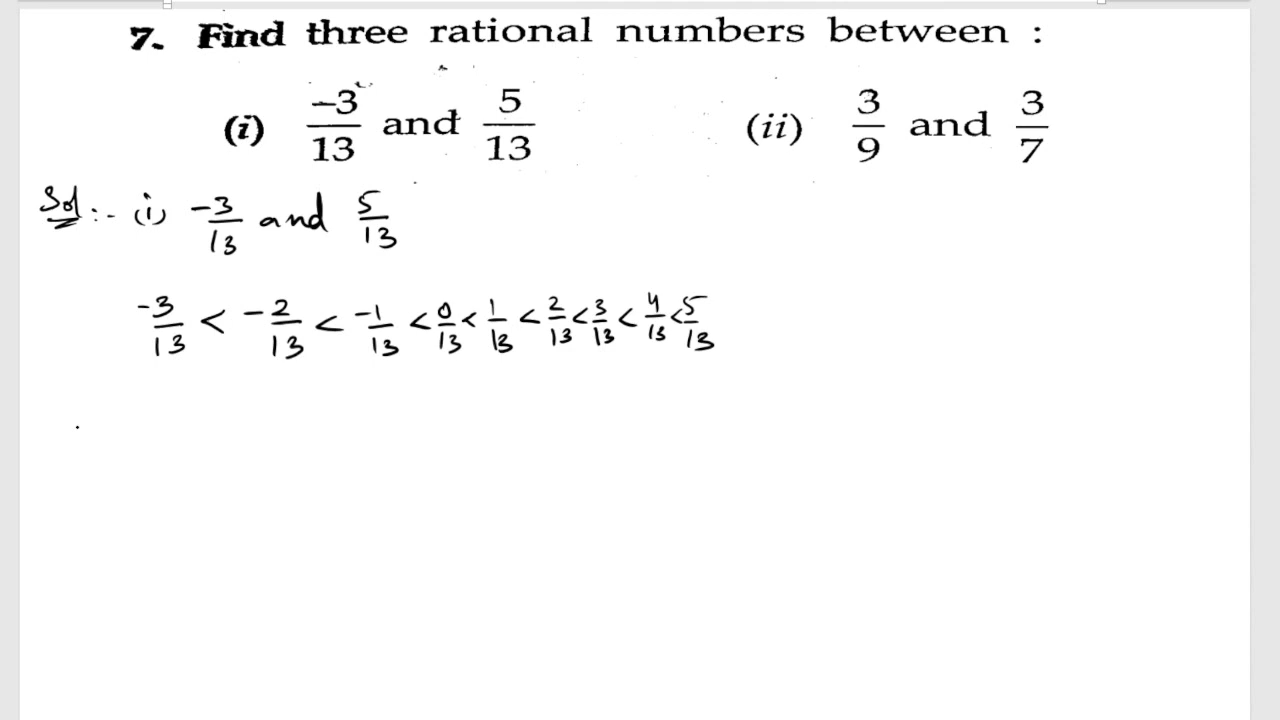 7. Find three rational numbers between :
(i) -3/13 and 5/13 (ii) 3/9 and 3/7
Sol :- (i) -3/13 and 5/13
-3/13 < -2/13 < -1/13 < 0/13 < 1/13 < 2/13 < 3/13 < 4/13 < 5/13